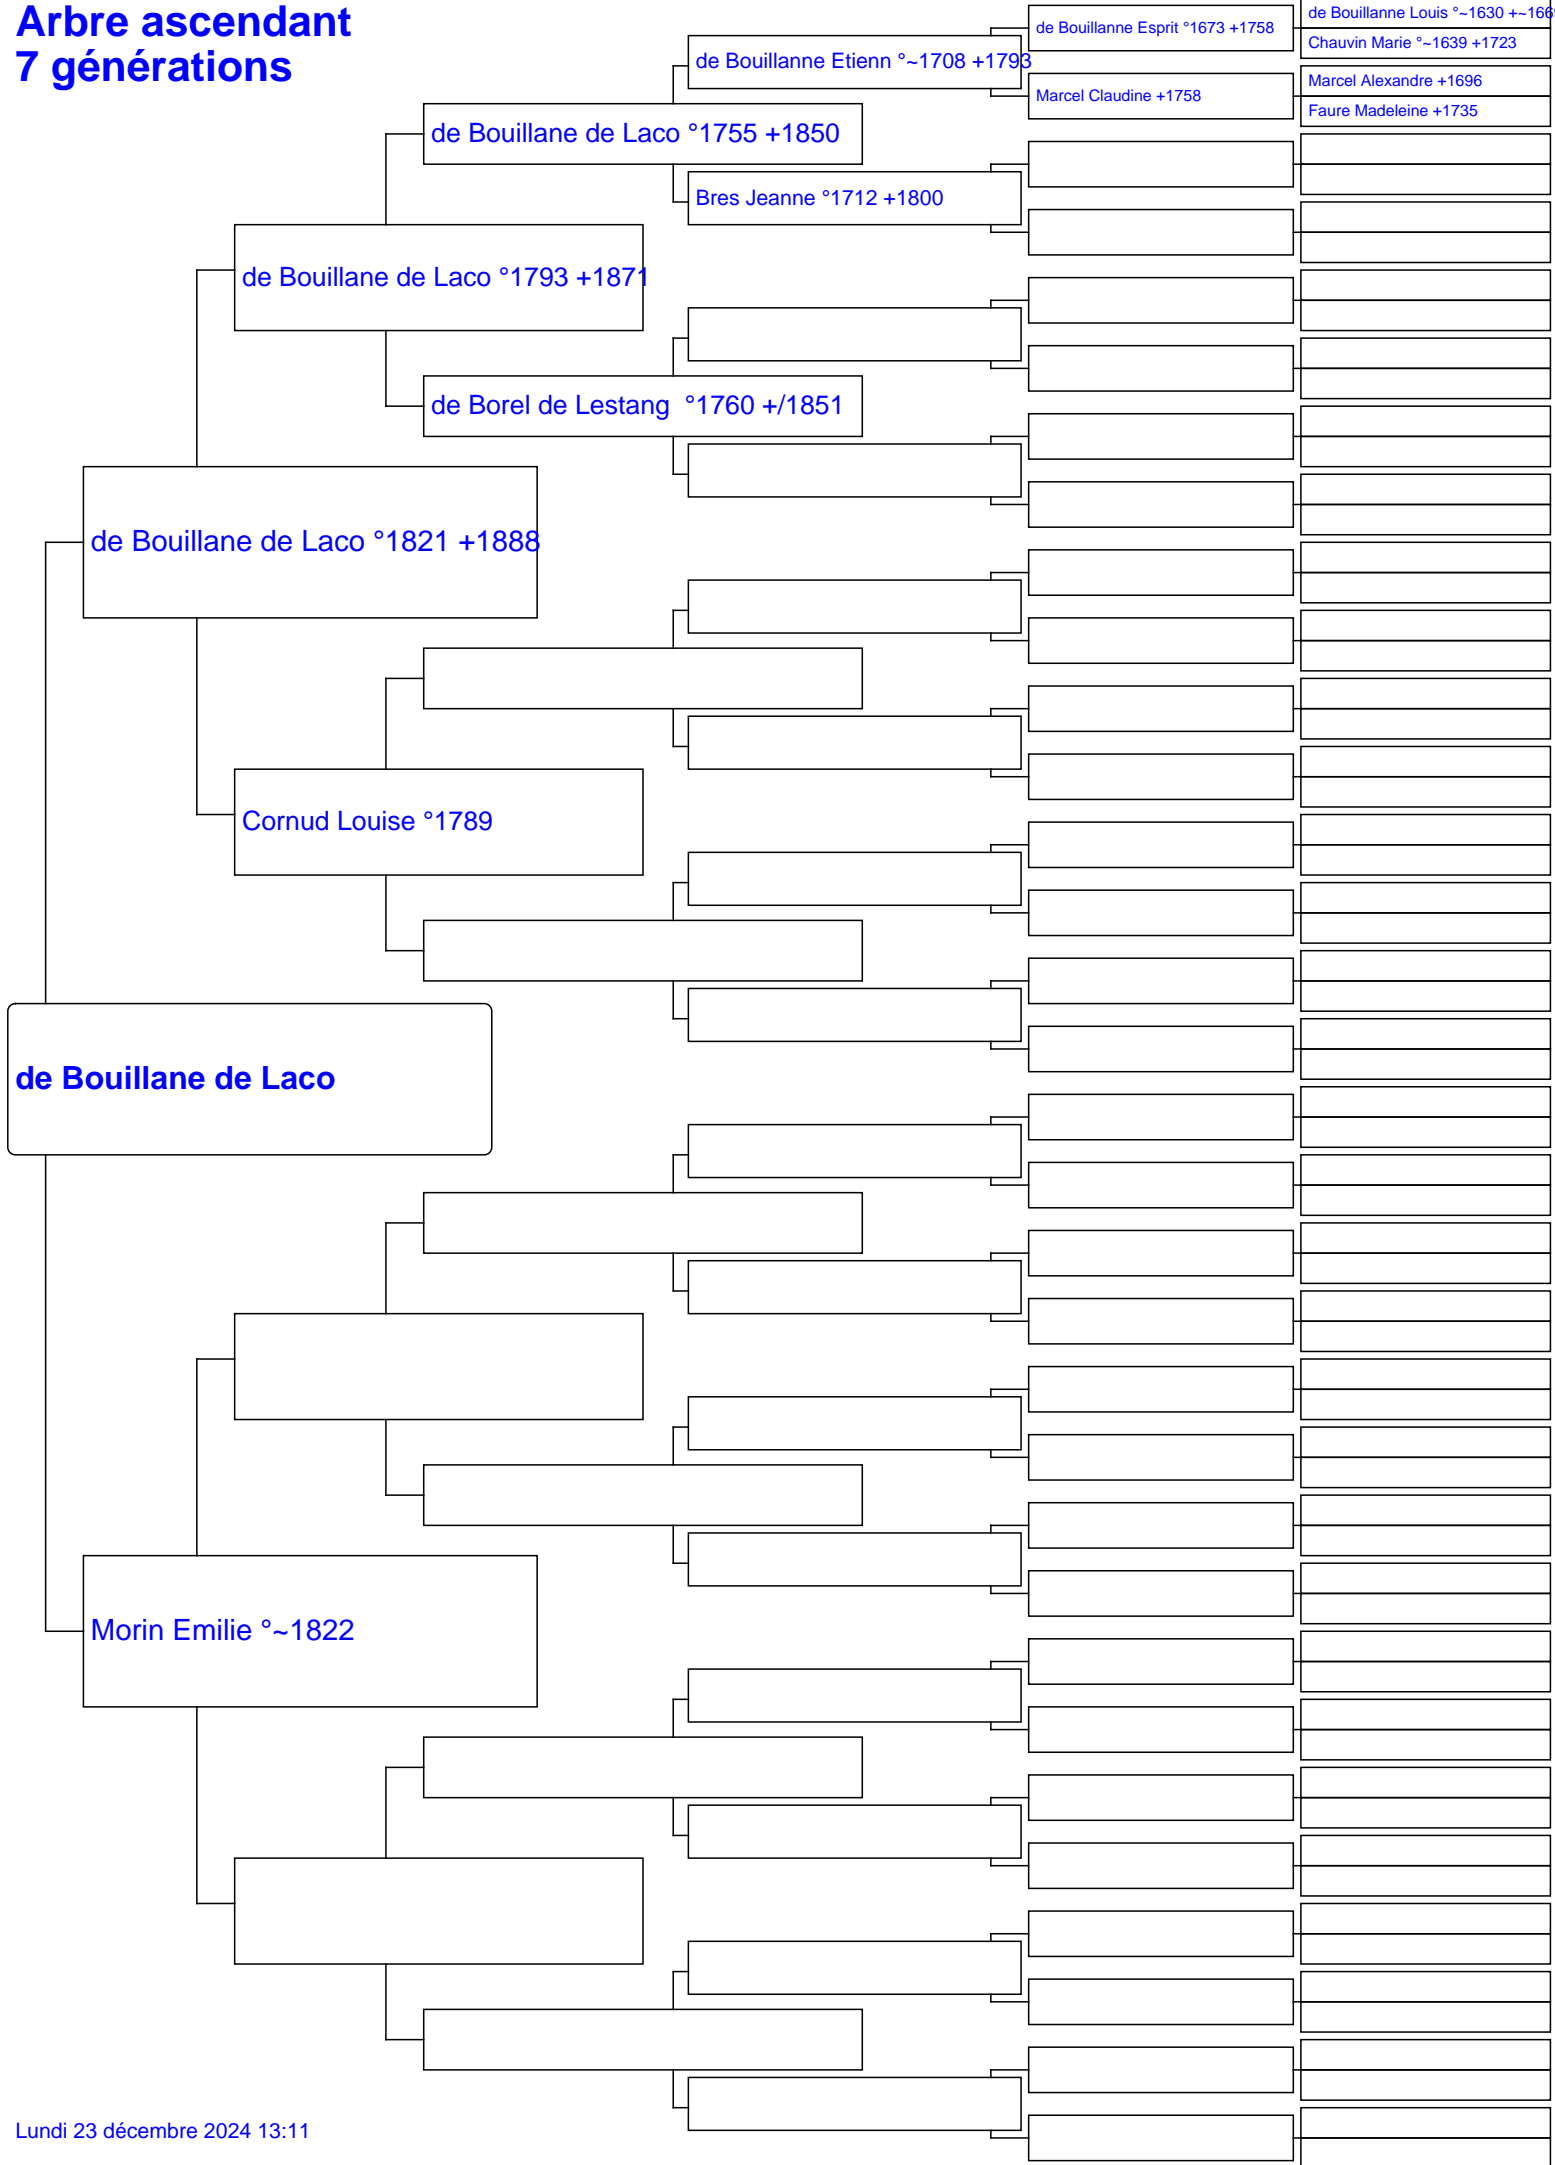 Arbre ascendant
7 générations
de Bouillanne Louis °~1630 +~166
de Bouillanne Esprit °1673 +1758
Chauvin Marie °~1639 +1723
de Bouillanne Etienn °~1708 +1793
Marcel Alexandre +1696
Marcel Claudine +1758
Faure Madeleine +1735
de Bouillane de Laco °1755 +1850
Bres Jeanne °1712 +1800
de Bouillane de Laco °1793 +1871
de Borel de Lestang °1760 +/1851
de Bouillane de Laco °1821 +1888
Cornud Louise °1789
de Bouillane de Laco
Morin Emilie °~1822
Lundi 23 décembre 2024 13:11